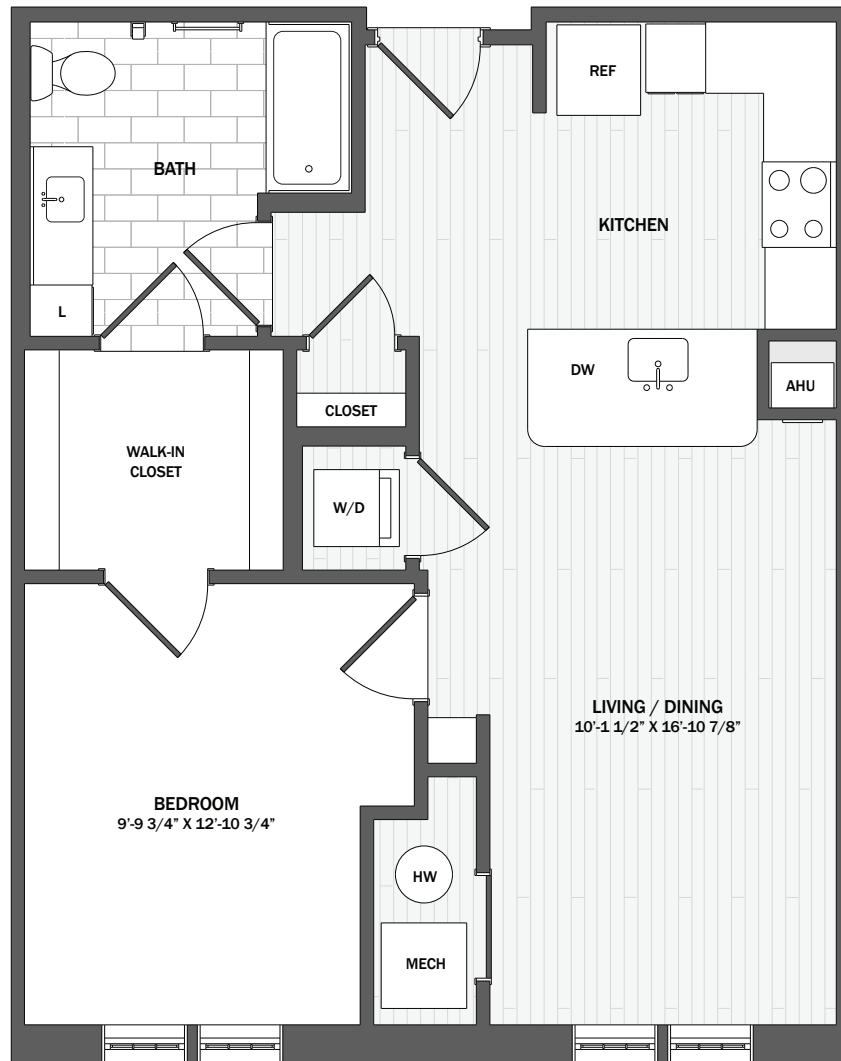 REF
BATH
KITCHEN
L
DW
AHU
CLOSET
WALK-IN
CLOSET
W/D
LIVING / DINING
10’-1 1/2” X 16’-10 7/8”
BEDROOM
9’-9 3/4” X 12’-10 3/4”
HW
MECH